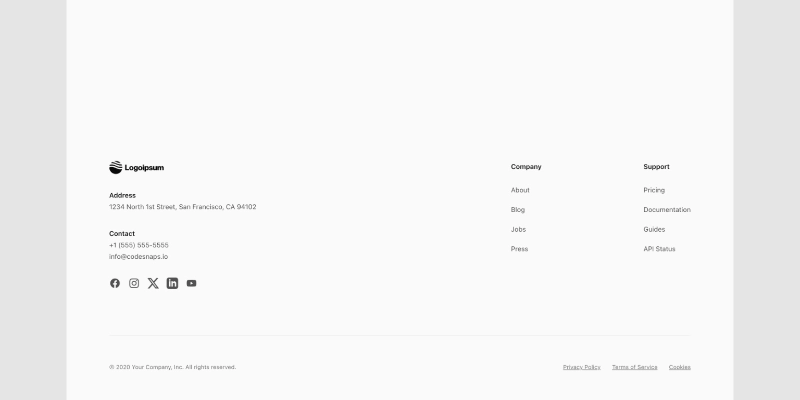 Logoipsum
Address
1234 North 1st Street, San Francisco, CA 94102
Contact
+1 (555) 555-5555
info@codesnaps.io
Company
About
Blog
Jobs
Press
Support
Pricing
Documentation
Guides
API Status
© 2020 Your Company, Inc. All rights reserved.
Privacy Policy
Terms of Service
Cookies